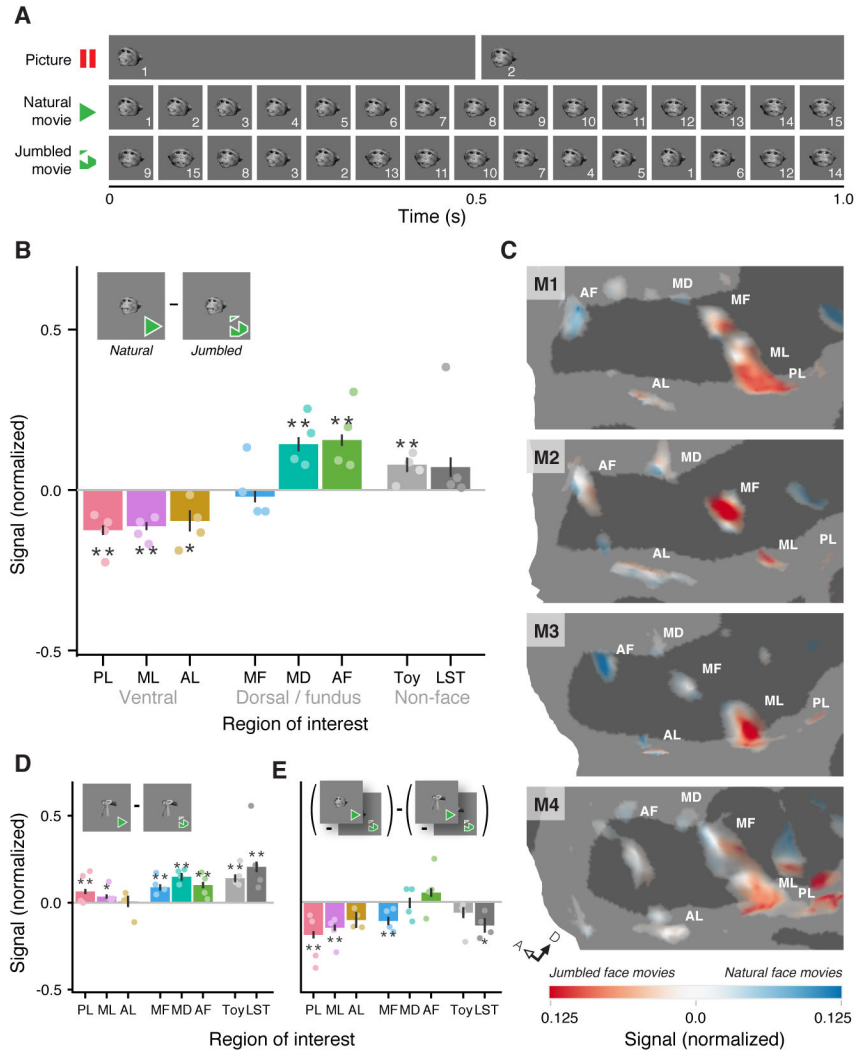 A
Picture
1 2
Natural
movie
1 2 3 4 5 6 7 8 9 10 11 12 13 14 15
Jumbled
movie
9 15 8 3 2 13 11 10 7 4 5 1 6 12 14
0 0.5 1.0
Time (s)
B
Natural – Jumbled
Signal (normalized)
0.5
0.0
-0.5
** ** * ** ** **
PL ML AL MF MD AF Toy LST
Ventral Dorsal / fundus Non-face
Region of interest
C
M1
AF MD MF ML PL AL
M2
AF MD MF AL ML PL
M3
AF MD MF ML PL AL
M4
AF MD MF ML PL AL
A D
Jumbled face movies Natural face movies
0.125 0.0 0.125
Signal (normalized)
D
-
Signal (normalized)
0.5
0.0
-0.5
** * ** ** ** ** **
PL ML AL MF MD AF Toy LST
E
( - ) - ( - )
** ** ** *
PL ML AL MF MD AF Toy LST
Region of interest Region of interest